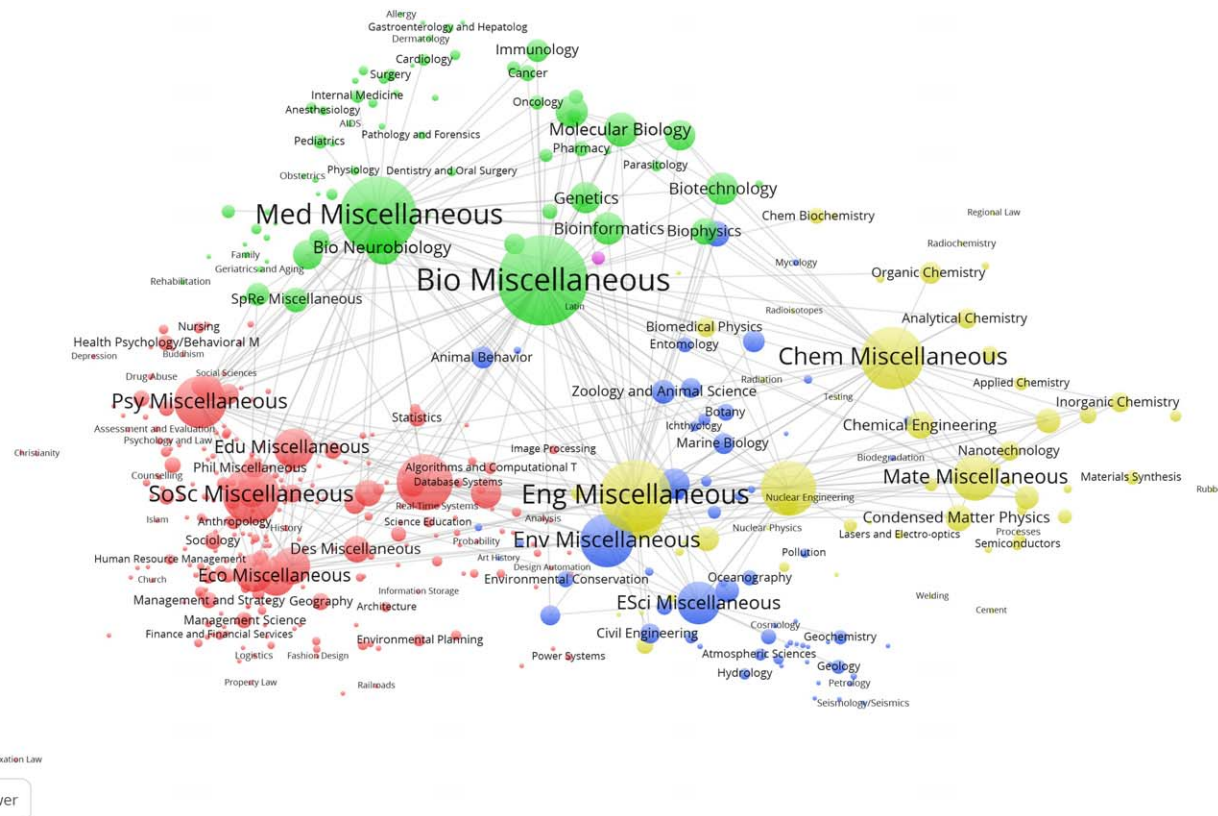 Allergy
Gastroenterology and Hepatolog
Dermatology
Immunology
Cardiology
Cancer
Surgery
Internal Medicine
Oncology
Anesthesiology
AIDS
Molecular Biology
Pathology and Forensics
Pediatrics
Pharmacy
Parasitology
Physiology
Dentistry and Oral Surgery
Obstetrics
Biotechnology
Genetics
Med Miscellaneous
Chem Biochemistry
Regional Law
Bioinformatics
Biophysics
Radiochemistry
Bio Neurobiology
Family
Mycology
Geriatrics and Aging
Organic Chemistry
Bio Miscellaneous
Rehabilitation
SpRe Miscellaneous
Latin
Radioisotopes
Analytical Chemistry
Nursing
Biomedical Physics
Health Psychology/Behavioral M
Entomology
Depression
Buddhism
Animal Behavior
Chem Miscellaneous
Social Sciences
Drug Abuse
Radiation
Applied Chemistry
Zoology and Animal Science
Testing
Psy Miscellaneous
Inorganic Chemistry
Botany
Statistics
Ichthyology
Chemical Engineering
Assessment and Evaluation
Psychology and Law
Marine Biology
Edu Miscellaneous
Image Processing
Nanotechnology
Christianity
Biodegradation
Phil Miscellaneous
Algorithms and Computational T
Counselling
Mate Miscellaneous
Materials Synthesis
Database Systems
Rubb
SoSc Miscellaneous
Eng Miscellaneous
Nuclear Engineering
Real-Time Systems
Islam
Anthropology
Science Education
Analysis
Condensed Matter Physics
History
Nuclear Physics
Processes
Lasers and Electro-optics
Sociology
Probability
Env Miscellaneous
Semiconductors
Des Miscellaneous
Pollution
Human Resource Management
Art History
Design Automation
Church
Eco Miscellaneous
Environmental Conservation
Oceanography
Information Storage
Welding
Management and Strategy
Geography
ESci Miscellaneous
Architecture
Cement
Management Science
Cosmology
Finance and Financial Services
Civil Engineering
Geochemistry
Environmental Planning
Logistics
Fashion Design
Power Systems
Atmospheric Sciences
Geology
Hydrology
Property Law
Railroads
Petrology
Seismology/Seismics
xation Law
yer